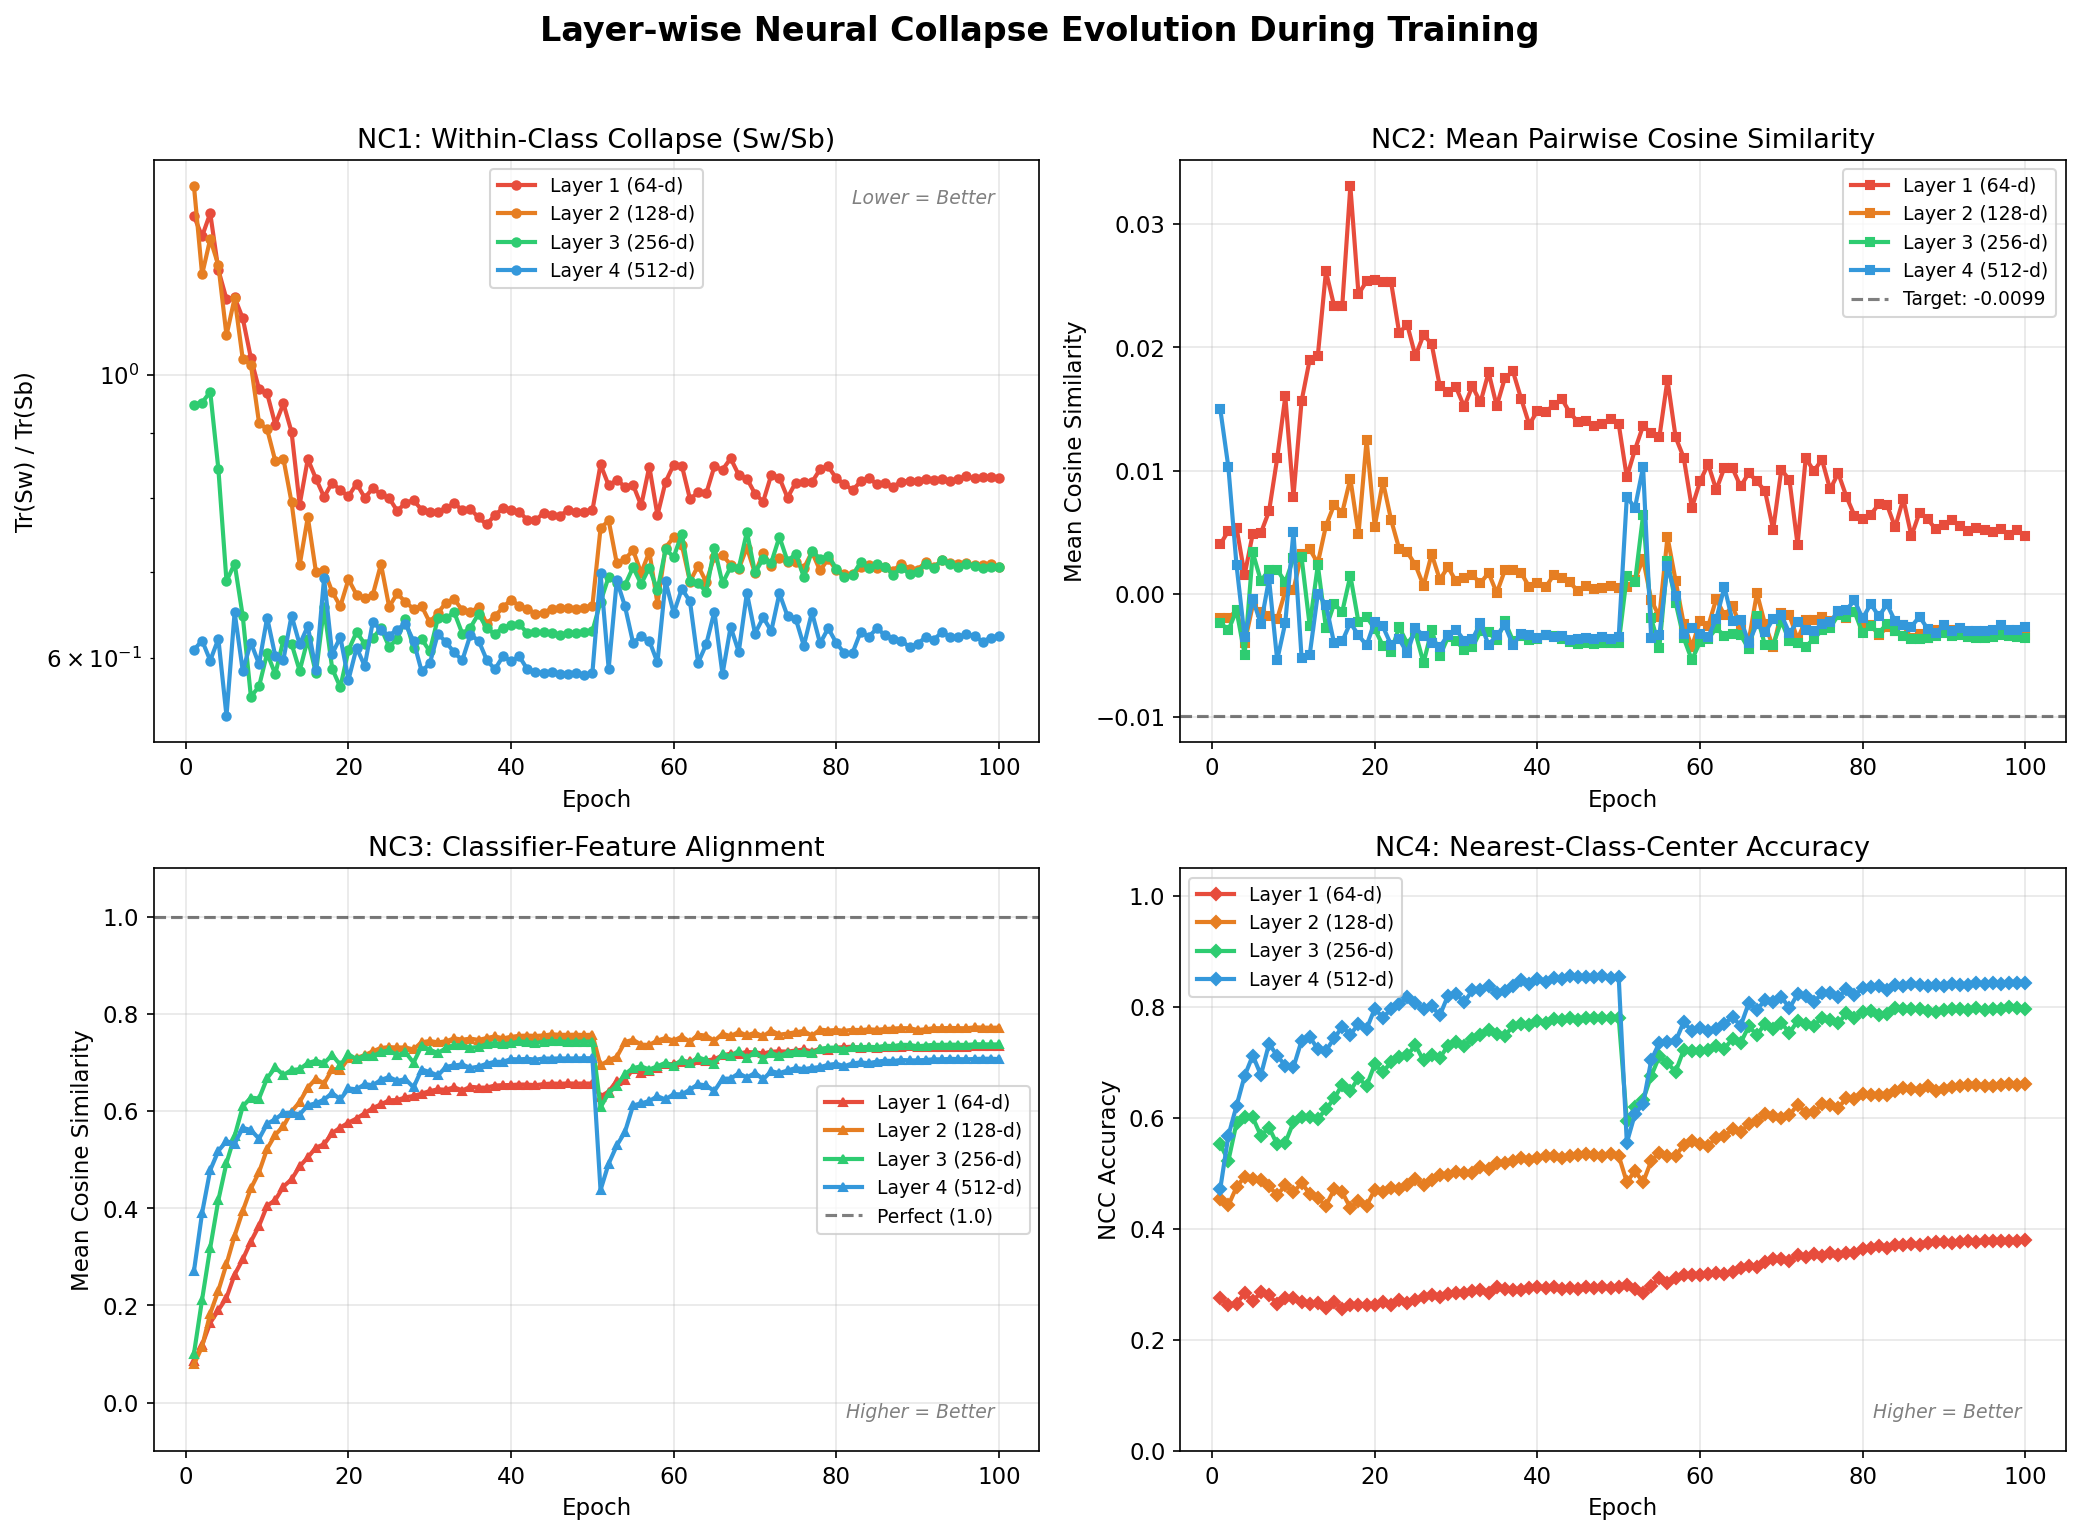 Layer-wise Neural Collapse Evolution During Training
NC1: Within-Class Collapse (Sw/Sb)
Layer 1 (64-d)
Layer 2 (128-d)
Layer 3 (256-d)
Layer 4 (512-d)
Lower = Better
Tr(Sw) / Tr(Sb)
10⁰
6 × 10⁻¹
0 20 40 60 80 100
Epoch
NC2: Mean Pairwise Cosine Similarity
Layer 1 (64-d)
Layer 2 (128-d)
Layer 3 (256-d)
Layer 4 (512-d)
Target: -0.0099
Mean Cosine Similarity
0.03
0.02
0.01
0.00
−0.01
0 20 40 60 80 100
Epoch
NC3: Classifier-Feature Alignment
Mean Cosine Similarity
1.0
0.8
0.6
0.4
0.2
0.0
Layer 1 (64-d)
Layer 2 (128-d)
Layer 3 (256-d)
Layer 4 (512-d)
Perfect (1.0)
Higher = Better
0 20 40 60 80 100
Epoch
NC4: Nearest-Class-Center Accuracy
Layer 1 (64-d)
Layer 2 (128-d)
Layer 3 (256-d)
Layer 4 (512-d)
NCC Accuracy
1.0
0.8
0.6
0.4
0.2
0.0
Higher = Better
0 20 40 60 80 100
Epoch